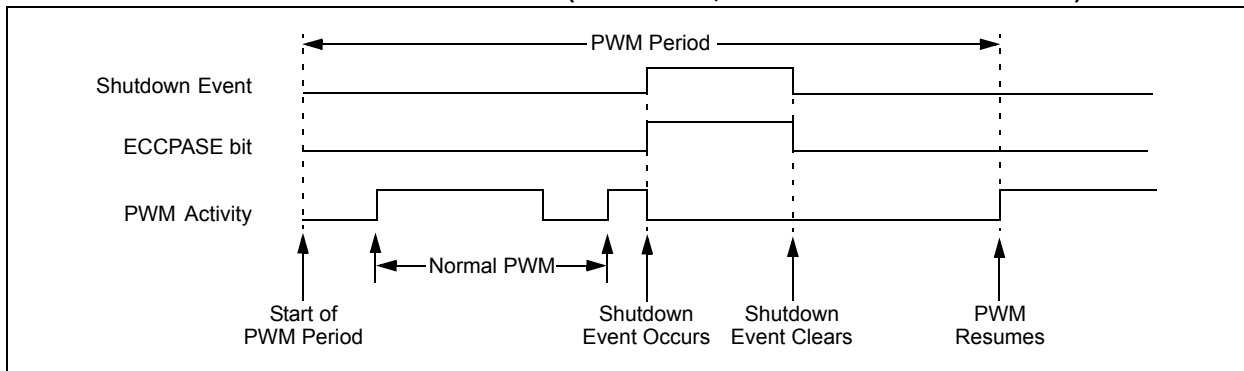 PWM Period
Shutdown Event
ECCPASE bit
PWM Activity
Normal PWM
Start of
PWM Period
Shutdown
Event Occurs
Shutdown
Event Clears
PWM
Resumes